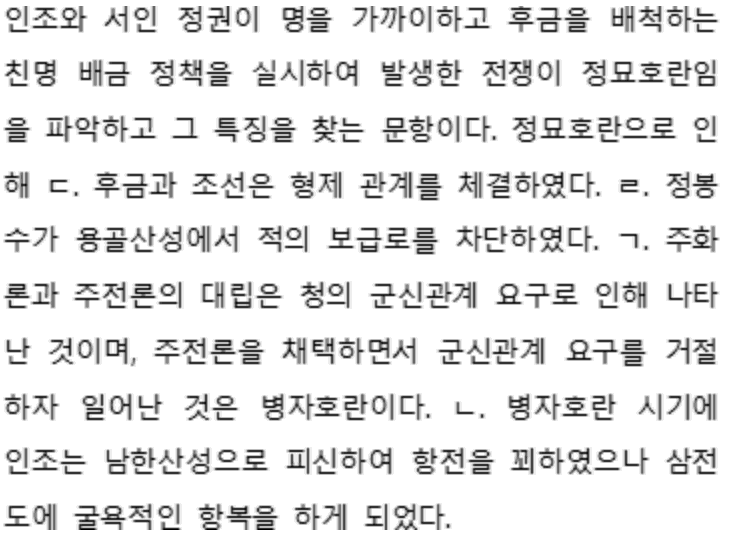 인조와 서인 정권이 명을 가까이하고 후금을 배척하는
친명 배금 정책을 실시하여 발생한 전쟁이 정묘호란임
을 파악하고 그 특징을 찾는 문항이다. 정묘호란으로 인
해 ㄷ. 후금과 조선은 형제 관계를 체결하였다. ㄹ. 정봉
수가 용골산성에서 적의 보급로를 차단하였다. ㄱ. 주화
론과 주전론의 대립은 청의 군신관계 요구로 인해 나타
난 것이며, 주전론을 채택하면서 군신관계 요구를 거절
하자 일어난 것은 병자호란이다. ㄴ. 병자호란 시기에
인조는 남한산성으로 피신하여 항전을 꾀하였으나 삼전
도에 굴욕적인 항복을 하게 되었다.